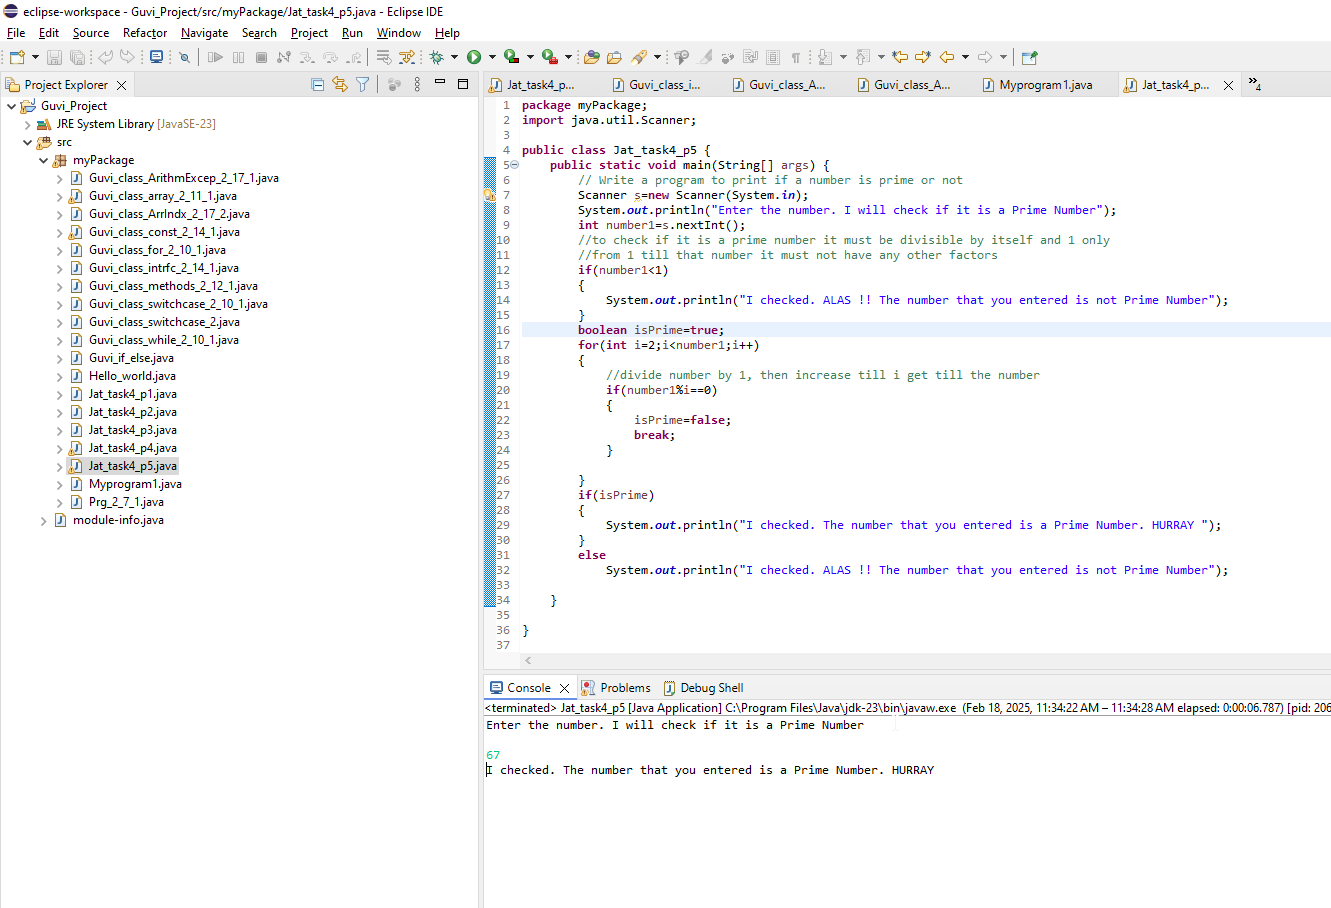 eclipse-workspace - Guvi_Project/src/myPackage/Jat_task4_p5.java - Eclipse IDE
File Edit Source Refactor Navigate Search Project Run Window Help
Project Explorer
Guvi_Project
JRE System Library [JavaSE-23]
src
myPackage
Guvi_class_ArithmExcep_2_17_1.java
Guvi_class_array_2_11_1.java
Guvi_class_ArrIndx_2_17_2.java
Guvi_class_const_2_14_1.java
Guvi_class_for_2_10_1.java
Guvi_class_intrfc_2_14_1.java
Guvi_class_methods_2_12_1.java
Guvi_class_switchcase_2_10_1.java
Guvi_class_switchcase_2.java
Guvi_class_while_2_10_1.java
Guvi_if_else.java
Hello_world.java
Jat_task4_p1.java
Jat_task4_p2.java
Jat_task4_p3.java
Jat_task4_p4.java
Jat_task4_p5.java
Myprogram1.java
Prg_2_7_1.java
module-info.java
Jat_task4_p... Guvi_class_i... Guvi_class_A... Guvi_class_A... Myprogram1.java Jat_task4_p... »4
1 package myPackage;
2 import java.util.Scanner;
3
4 public class Jat_task4_p5 {
5 public static void main(String[] args) {
6 // Write a program to print if a number is prime or not
7 Scanner s=new Scanner(System.in);
8 System.out.println("Enter the number. I will check if it is a Prime Number");
9 int number1=s.nextInt();
10 //to check if it is a prime number it must be divisible by itself and 1 only
11 //from 1 till that number it must not have any other factors
12 if(number1<1)
13 {
14 System.out.println("I checked. ALAS !! The number that you entered is not Prime Number");
15 }
16 boolean isPrime=true;
17 for(int i=2;i<number1;i++)
18 {
19 //divide number by 1, then increase till i get till the number
20 if(number1%i==0)
21 {
22 isPrime=false;
23 break;
24 }
25
26 }
27 if(isPrime)
28 {
29 System.out.println("I checked. The number that you entered is a Prime Number. HURRAY ");
30 }
31 else
32 System.out.println("I checked. ALAS !! The number that you entered is not Prime Number");
33
34 }
35
36 }
37
Console Problems Debug Shell
<terminated> Jat_task4_p5 [Java Application] C:\Program Files\Java\jdk-23\bin\javaw.exe (Feb 18, 2025, 11:34:22 AM – 11:34:28 AM elapsed: 0:00:06.787) [pid: 206
Enter the number. I will check if it is a Prime Number
67
I checked. The number that you entered is a Prime Number. HURRAY